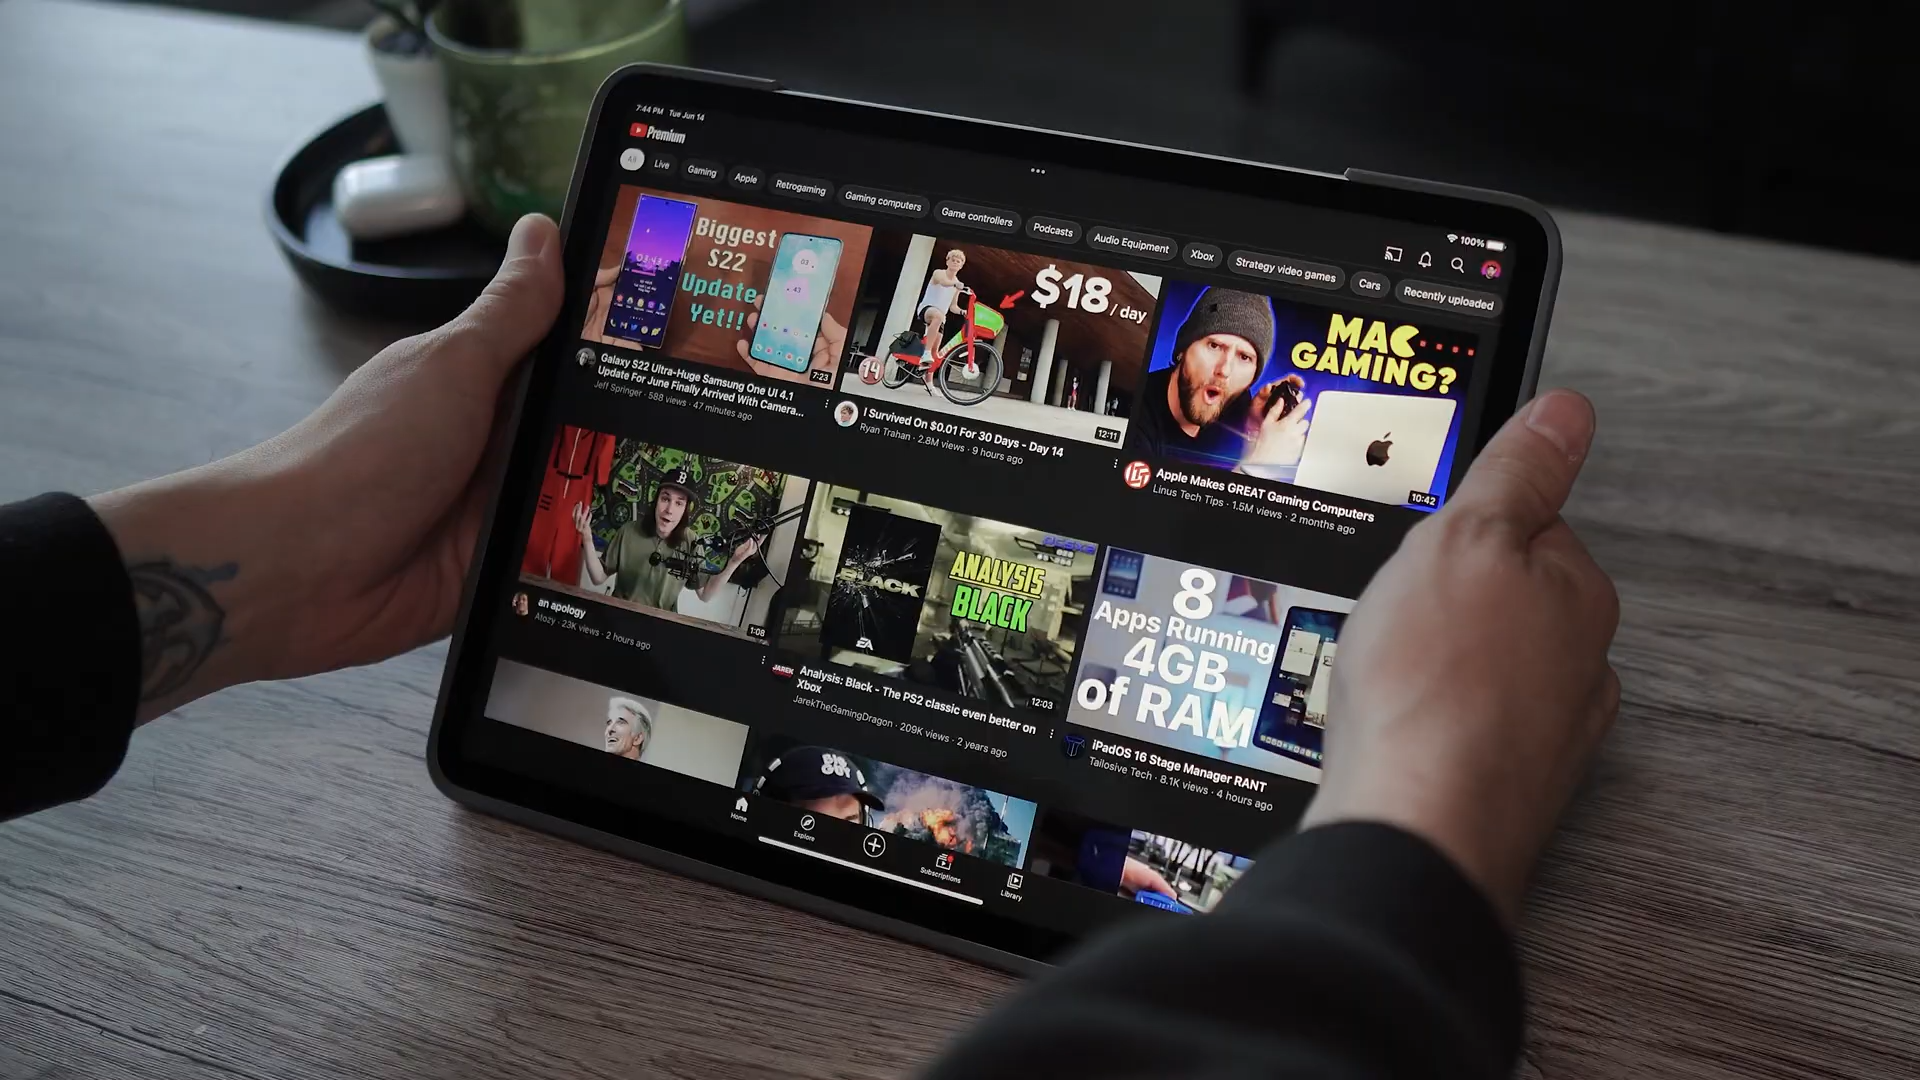 7:44 PM Tue Jun 14
100%
Premium
All Live Gaming Apple Retrogaming Gaming computers Game controllers Podcasts Audio Equipment Xbox Strategy video games Cars Recently uploaded
Biggest
S22
Update
Yet!!
7:23
Galaxy S22 Ultra-Huge Samsung One UI 4.1
Update For June Finally Arrived With Camera...
Jeff Springer · 588 views · 47 minutes ago
$18/day
14
12:11
I Survived On $0.01 For 30 Days - Day 14
Ryan Trahan · 2.8M views · 9 hours ago
MAC
GAMING?
10:42
LTT
Apple Makes GREAT Gaming Computers
Linus Tech Tips · 1.5M views · 2 months ago
B
1:08
an apology
Atozy · 23K views · 2 hours ago
BLACK
EA
ANALYSIS
BLACK
12:03
JAREK
Analysis: Black - The PS2 classic even better on
Xbox
JarekTheGamingDragon · 209K views · 2 years ago
8
Apps Running
4GB
of RAM
iPadOS 16 Stage Manager RANT
Tailosive Tech · 8.1K views · 4 hours ago
Home
Explore
Subscriptions
Library